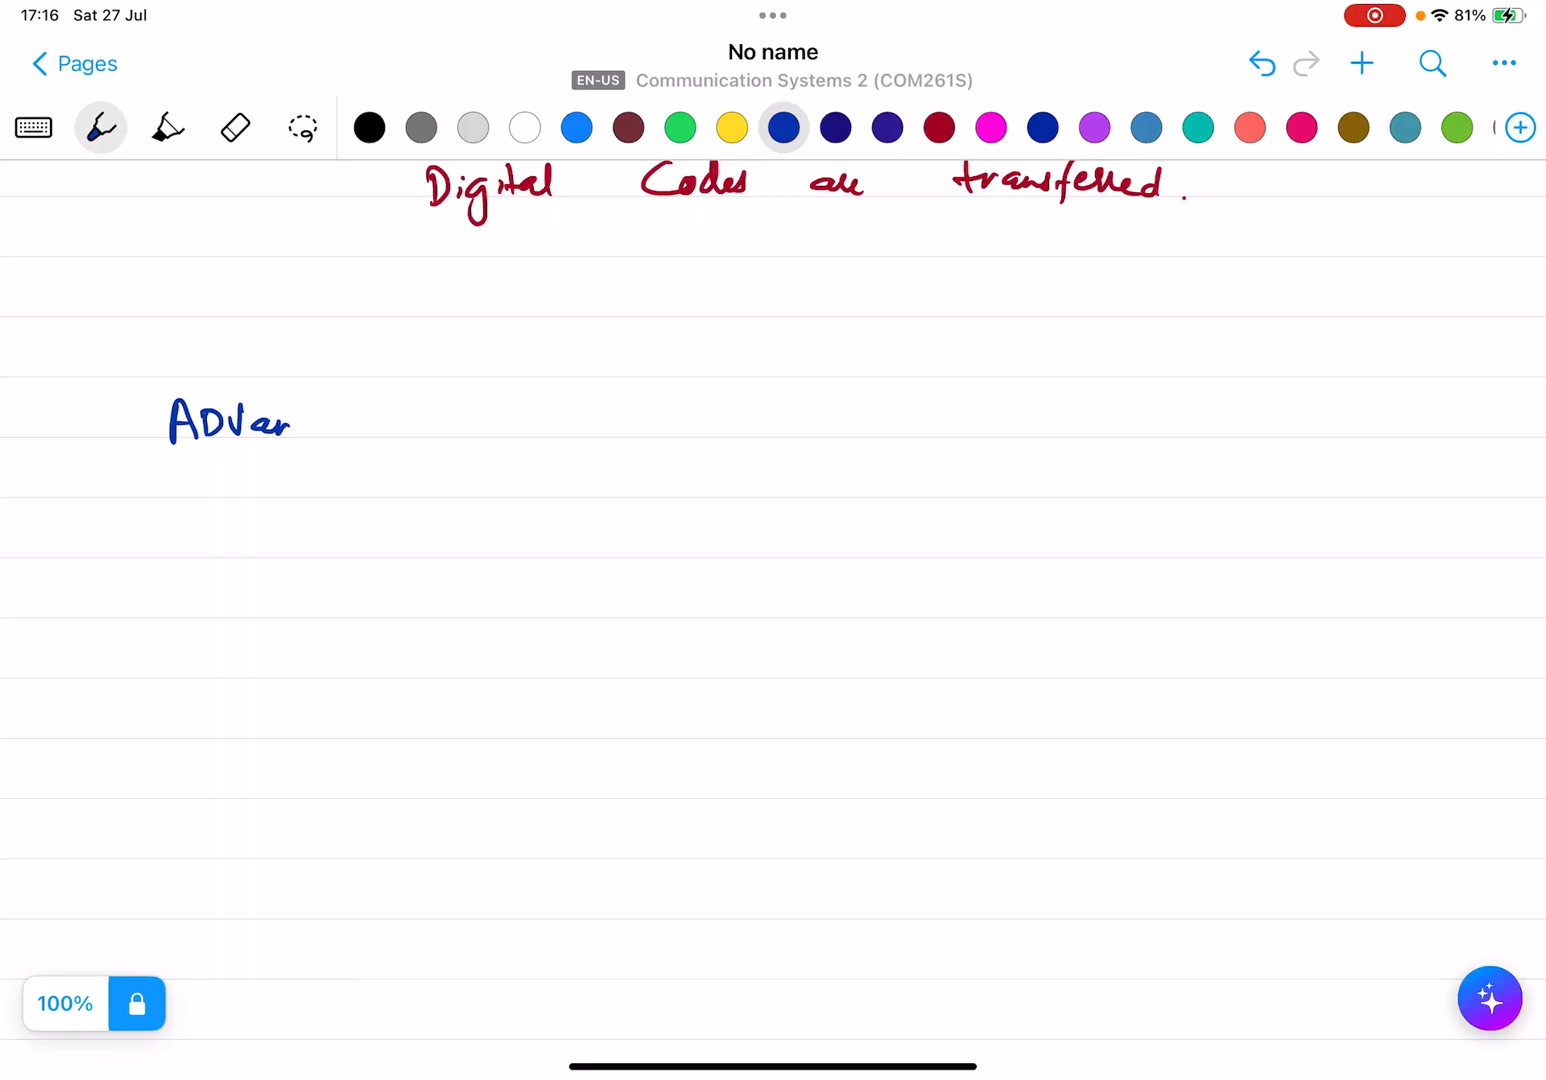 17:16 Sat 27 Jul 81%
Pages No name
EN-US Communication Systems 2 (COM261S)
Digital Codes are transferred.
ADVan
100%